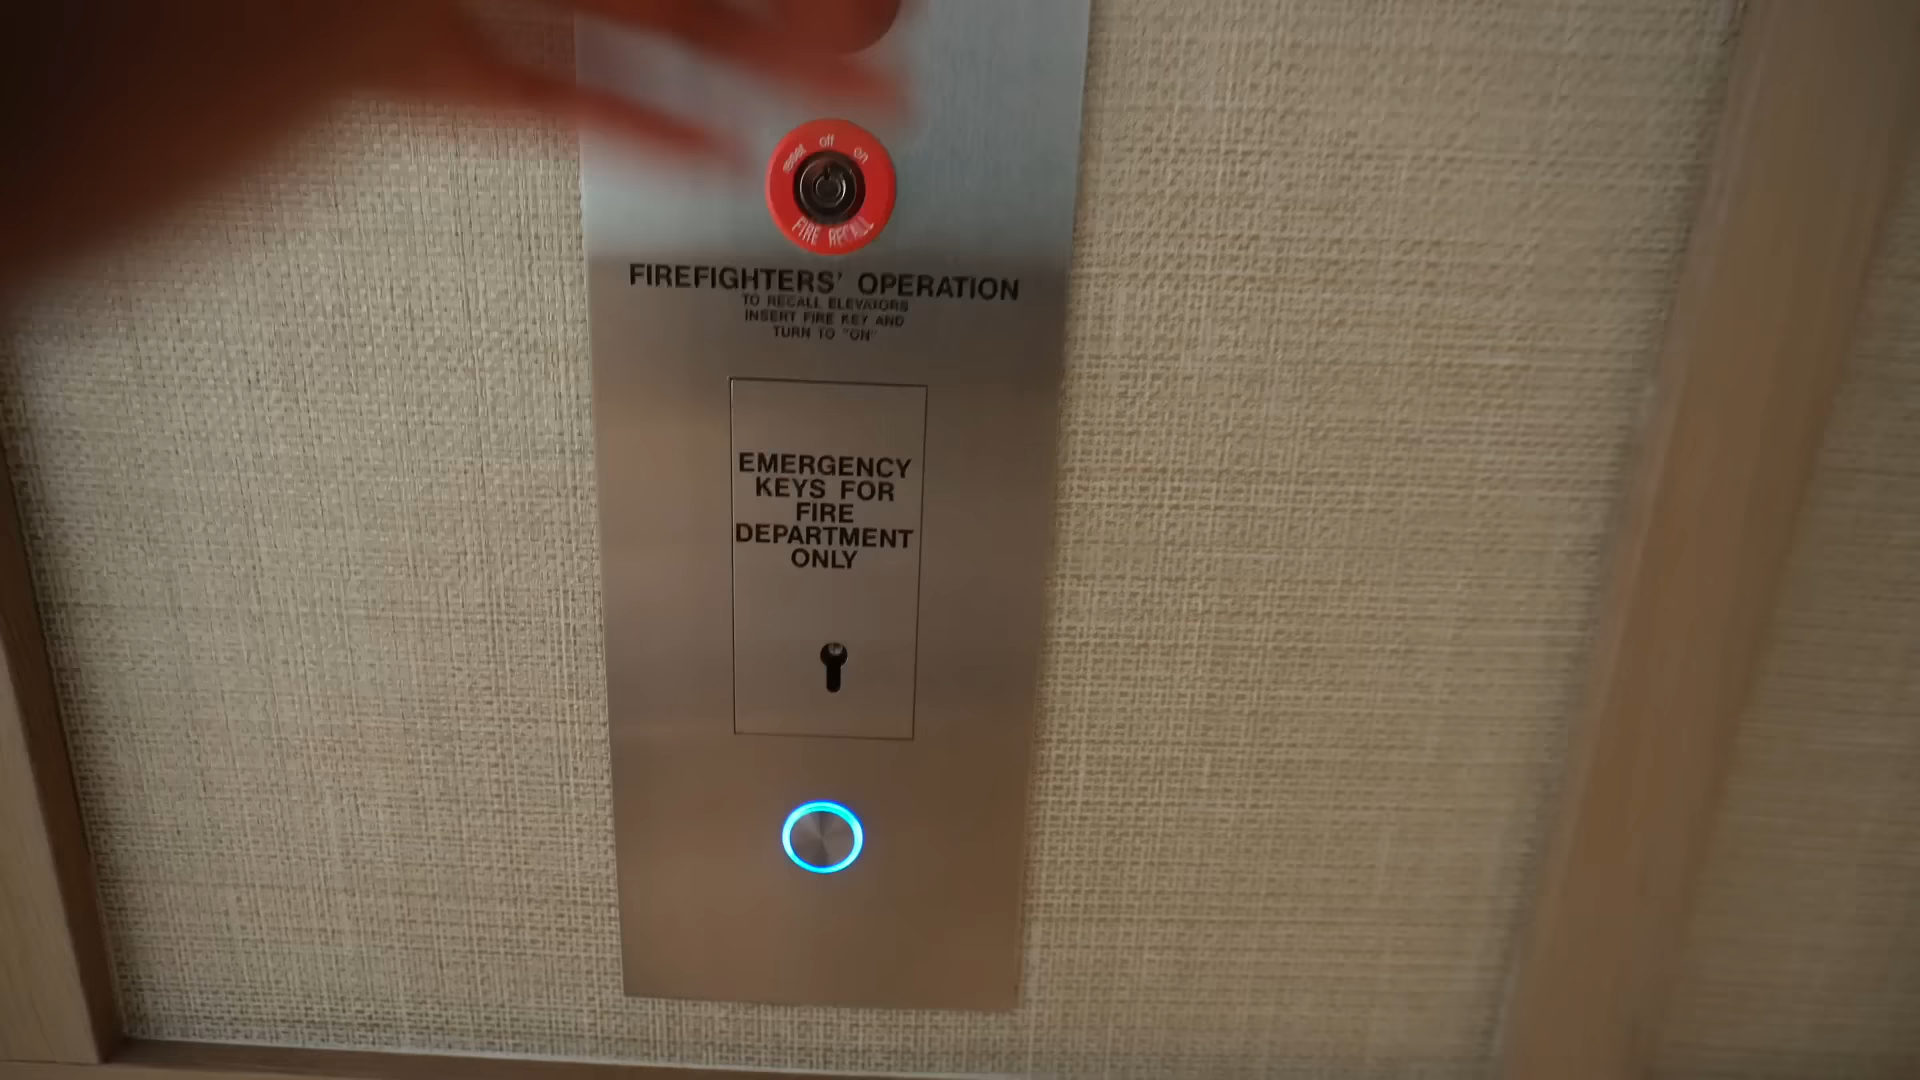 reset off on
FIRE RECALL
FIREFIGHTERS' OPERATION
TO RECALL ELEVATORS
INSERT FIRE KEY AND
TURN TO "ON"
EMERGENCY
KEYS FOR
FIRE
DEPARTMENT
ONLY